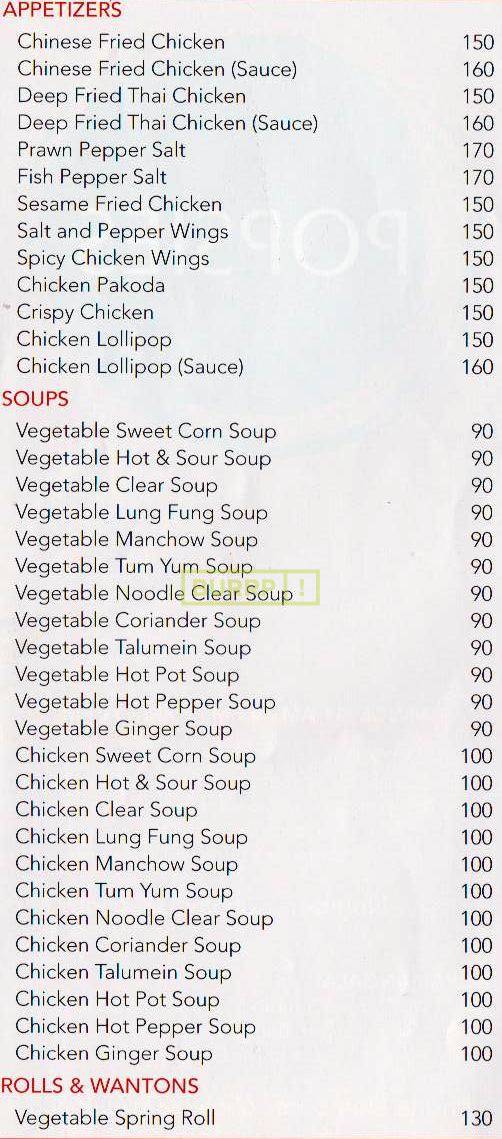 APPETIZERS
Chinese Fried Chicken 150
Chinese Fried Chicken (Sauce) 160
Deep Fried Thai Chicken 150
Deep Fried Thai Chicken (Sauce) 160
Prawn Pepper Salt 170
Fish Pepper Salt 170
Sesame Fried Chicken 150
Salt and Pepper Wings 150
Spicy Chicken Wings 150
Chicken Pakoda 150
Crispy Chicken 150
Chicken Lollipop 150
Chicken Lollipop (Sauce) 160
SOUPS
Vegetable Sweet Corn Soup 90
Vegetable Hot & Sour Soup 90
Vegetable Clear Soup 90
Vegetable Lung Fung Soup 90
Vegetable Manchow Soup 90
Vegetable Tum Yum Soup 90
BURRP!
Vegetable Noodle Clear Soup 90
Vegetable Coriander Soup 90
Vegetable Talumein Soup 90
Vegetable Hot Pot Soup 90
Vegetable Hot Pepper Soup 90
Vegetable Ginger Soup 90
Chicken Sweet Corn Soup 100
Chicken Hot & Sour Soup 100
Chicken Clear Soup 100
Chicken Lung Fung Soup 100
Chicken Manchow Soup 100
Chicken Tum Yum Soup 100
Chicken Noodle Clear Soup 100
Chicken Coriander Soup 100
Chicken Talumein Soup 100
Chicken Hot Pot Soup 100
Chicken Hot Pepper Soup 100
Chicken Ginger Soup 100
ROLLS & WANTONS
Vegetable Spring Roll 130